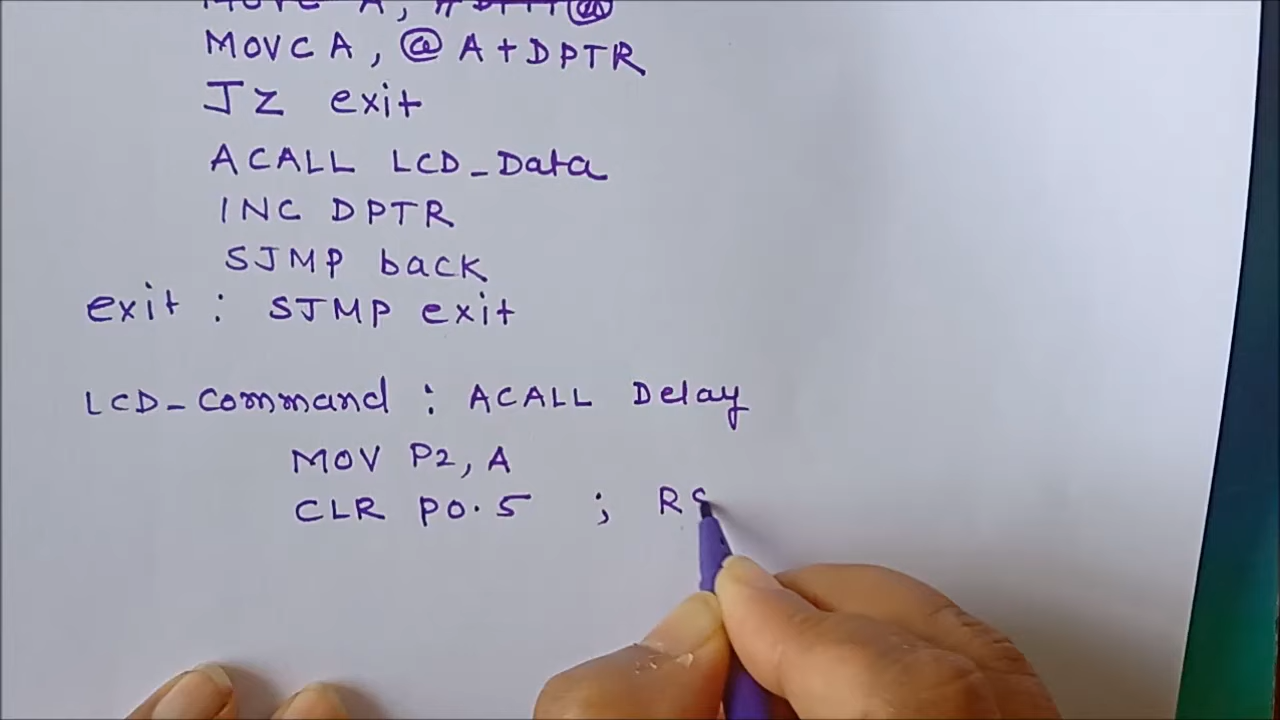 MOVC A, @ A+DPTR
JZ exit
ACALL LCD_Data
INC DPTR
SJMP back
exit : SJMP exit
LCD_Command : ACALL Delay
MOV P2, A
CLR P0.5 ; RS